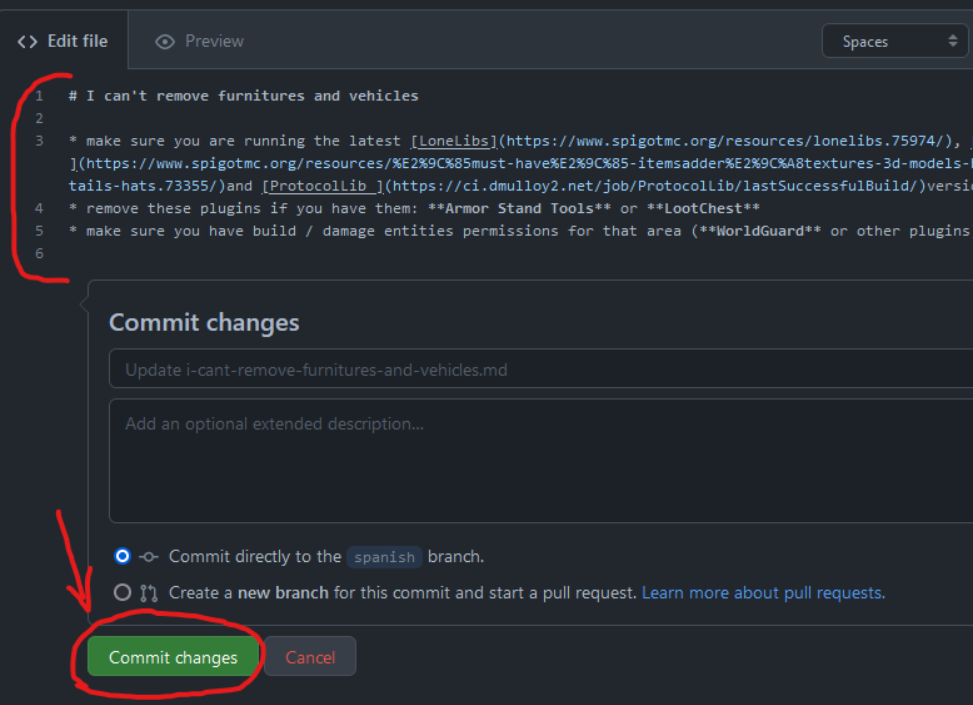 Edit file
Preview
Spaces
1 # I can't remove furnitures and vehicles
2
3 * make sure you are running the latest [LoneLibs](https://www.spigotmc.org/resources/lonelibs.75974/),
](https://www.spigotmc.org/resources/%E2%9C%85must-have%E2%9C%85-itemsadder%E2%9C%A8textures-3d-models-
tails-hats.73355/)and [ProtocolLib ](https://ci.dmulloy2.net/job/ProtocolLib/lastSuccessfulBuild/)versi
4 * remove these plugins if you have them: **Armor Stand Tools** or **LootChest**
5 * make sure you have build / damage entities permissions for that area (**WorldGuard** or other plugins
6
Commit changes
Update i-cant-remove-furnitures-and-vehicles.md
Add an optional extended description...
Commit directly to the spanish branch.
Create a new branch for this commit and start a pull request. Learn more about pull requests.
Commit changes
Cancel